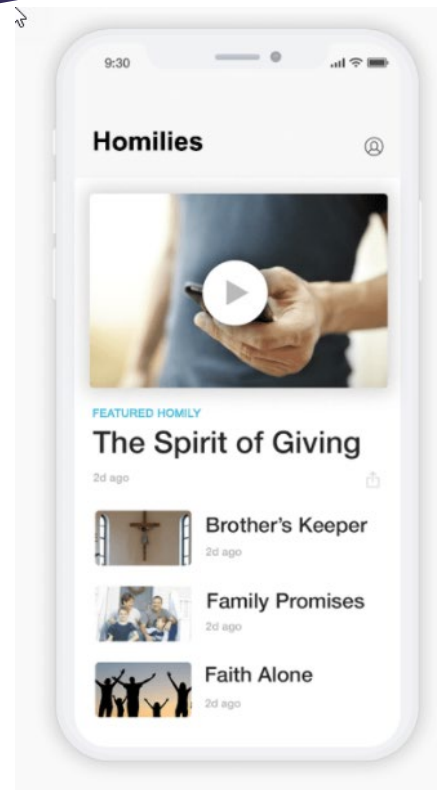 9:30
Homilies
FEATURED HOMILY
The Spirit of Giving
2d ago
Brother's Keeper
2d ago
Family Promises
2d ago
Faith Alone
2d ago